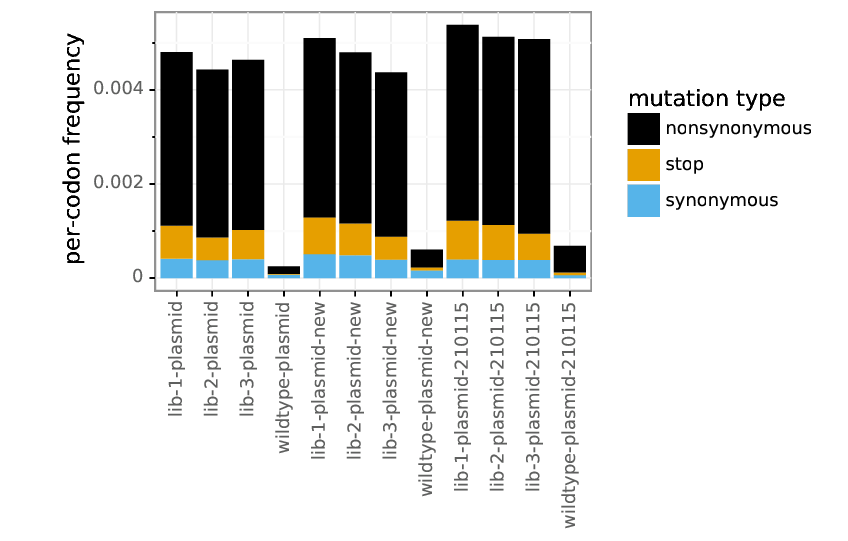 per-codon frequency
0.004
0.002
0
lib-1-plasmid
lib-2-plasmid
lib-3-plasmid
wildtype-plasmid
lib-1-plasmid-new
lib-2-plasmid-new
lib-3-plasmid-new
wildtype-plasmid-new
lib-1-plasmid-210115
lib-2-plasmid-210115
lib-3-plasmid-210115
wildtype-plasmid-210115
mutation type
nonsynonymous
stop
synonymous